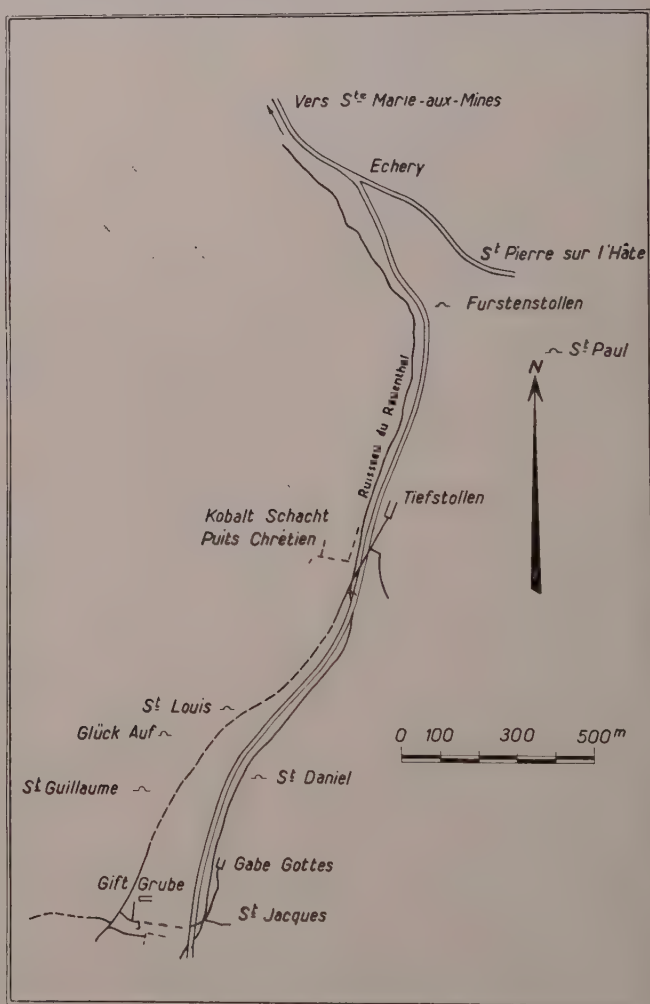 Vers Ste Marie-aux-Mines
Echery
St Pierre sur l'Hâte
Furstenstollen
St Paul
N
Ruisseau du Rauenthal
Tiefstollen
Kobalt Schacht
Puits Chrétien
St Louis
Glück Auf
0 100 300 500 m
St Guillaume
St Daniel
Gabe Gottes
Gift Grube
St Jacques